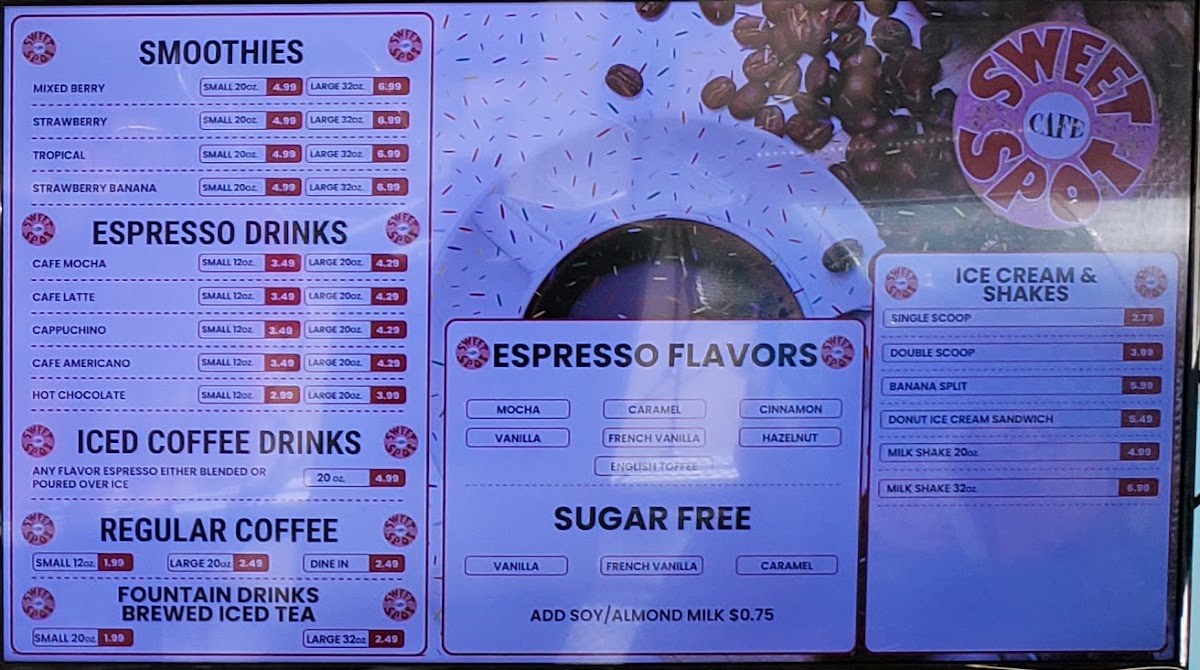 SMOOTHIES
MIXED BERRY SMALL 20oz. 4.99 LARGE 32oz. 6.99
STRAWBERRY SMALL 20oz. 4.99 LARGE 32oz. 6.99
TROPICAL SMALL 20oz. 4.99 LARGE 32oz. 6.99
STRAWBERRY BANANA SMALL 20oz. 4.99 LARGE 32oz. 6.99
ESPRESSO DRINKS
CAFE MOCHA SMALL 12oz. 3.49 LARGE 20oz. 4.29
CAFE LATTE SMALL 12oz. 3.49 LARGE 20oz. 4.29
CAPPUCHINO SMALL 12oz. 3.49 LARGE 20oz. 4.29
CAFE AMERICANO SMALL 12oz. 3.49 LARGE 20oz. 4.29
HOT CHOCOLATE SMALL 12oz. 2.99 LARGE 20oz. 3.99
ICED COFFEE DRINKS
ANY FLAVOR ESPRESSO EITHER BLENDED OR
POURED OVER ICE
20 oz. 4.99
REGULAR COFFEE
SMALL 12oz. 1.99 LARGE 20oz. 2.49 DINE IN 2.49
FOUNTAIN DRINKS
BREWED ICED TEA
SMALL 20oz. 1.99 LARGE 32oz 2.49
ESPRESSO FLAVORS
MOCHA CARAMEL CINNAMON
VANILLA FRENCH VANILLA HAZELNUT
ENGLISH TOFFEE
SUGAR FREE
VANILLA FRENCH VANILLA CARAMEL
ADD SOY/ALMOND MILK $0.75
SWEET
CAFE
SPOT
ICE CREAM &
SHAKES
SINGLE SCOOP 2.79
DOUBLE SCOOP 3.99
BANANA SPLIT 5.99
DONUT ICE CREAM SANDWICH 5.49
MILK SHAKE 20oz. 4.99
MILK SHAKE 32oz. 6.99